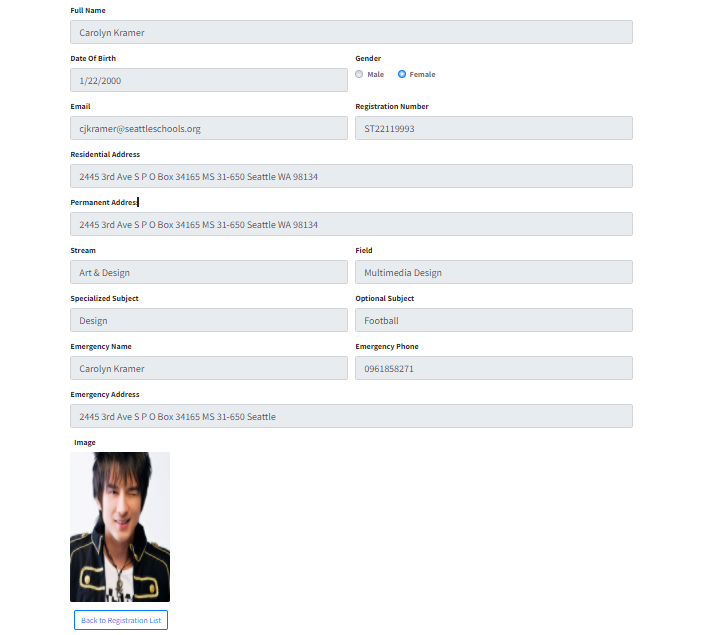 Full Name
Carolyn Kramer
Date Of Birth
Gender
1/22/2000
Male
Female
Email
Registration Number
cjkramer@seattleschools.org
ST22119993
Residential Address
2445 3rd Ave S P O Box 34165 MS 31-650 Seattle WA 98134
Permanent Address
2445 3rd Ave S P O Box 34165 MS 31-650 Seattle WA 98134
Stream
Field
Art & Design
Multimedia Design
Specialized Subject
Optional Subject
Design
Football
Emergency Name
Emergency Phone
Carolyn Kramer
0961858271
Emergency Address
2445 3rd Ave S P O Box 34165 MS 31-650 Seattle
Image
Back to Registration List